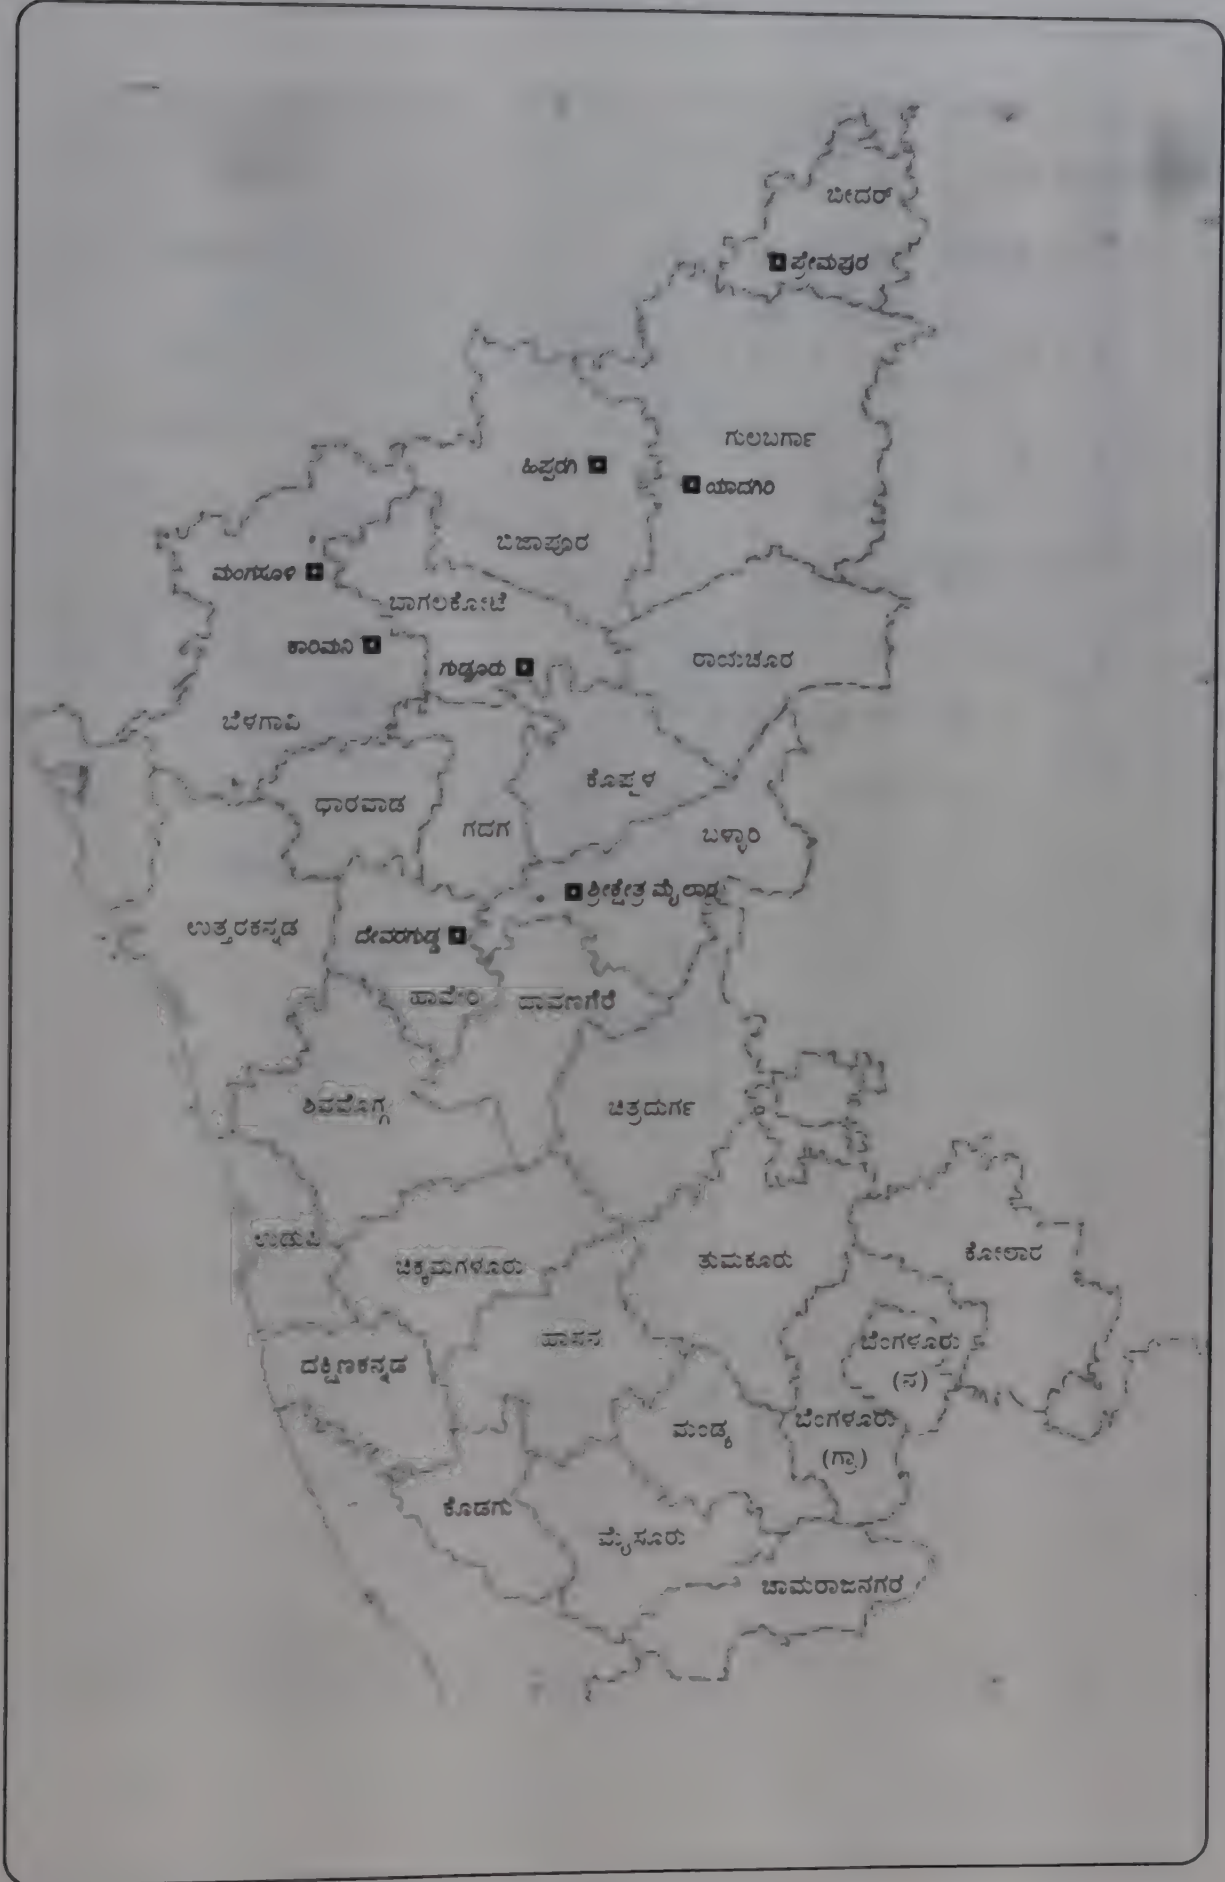 ಬೀದರ್
ಪ್ರೇಮಪುರ
ಗುಲಬರ್ಗಾ
ಹಿಪ್ಪರಗಿ
ಯಾದಗಿರಿ
ಬಿಜಾಪೂರ
ಮಂಗಸೂಳಿ
ಬಾಗಲಕೋಟೆ
ಕಾರಿಮನಿ
ಗುಡ್ಡೂರು
ರಾಯಚೂರ
ಬೆಳಗಾವಿ
ಕೊಪ್ಪಳ
ಧಾರವಾಡ
ಗದಗ
ಬಳ್ಳಾರಿ
ಶ್ರೀಕ್ಷೇತ್ರ ಮೈಲಾರ
ಉತ್ತರಕನ್ನಡ
ದೇವರಗುಡ್ಡ
ಹಾವೇರಿ
ದಾವಣಗೆರೆ
ಶಿವಮೊಗ್ಗ
ಚಿತ್ರದುರ್ಗ
ಉಡುಪಿ
ಚಿಕ್ಕಮಗಳೂರು
ತುಮಕೂರು
ಕೋಲಾರ
ಹಾಸನ
ಬೆಂಗಳೂರು
(ನ)
ದಕ್ಷಿಣಕನ್ನಡ
ಮಂಡ್ಯ
ಬೆಂಗಳೂರು
(ಗ್ರಾ)
ಕೊಡಗು
ಮೈಸೂರು
ಚಾಮರಾಜನಗರ